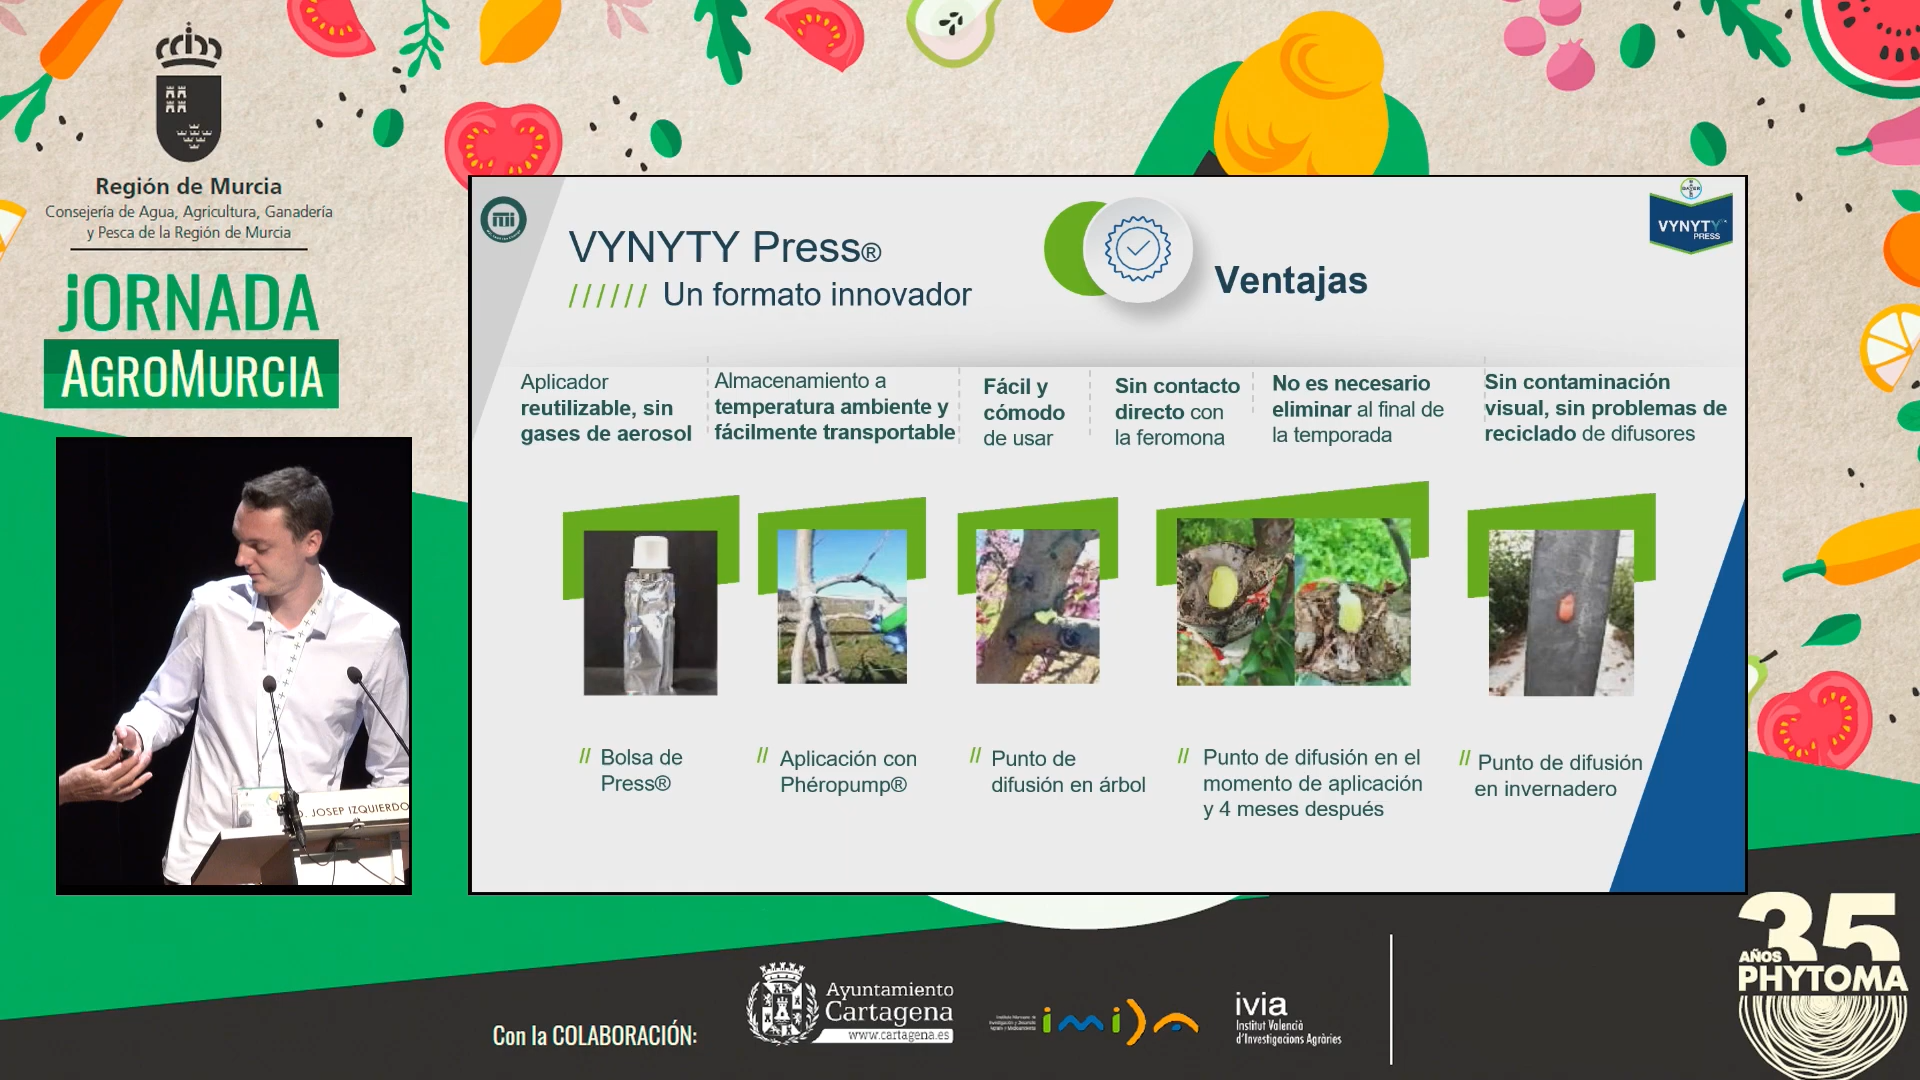 Región de Murcia
Consejería de Agua, Agricultura, Ganadería
y Pesca de la Región de Murcia
jORNADA
AGROMURCIA
D. JOSEP IZQUIERDO
VYNYTY Press®
////// Un formato innovador
Ventajas
BAYER
VYNYTY
PRESS
Aplicador
reutilizable, sin
gases de aerosol
Almacenamiento a
temperatura ambiente y
fácilmente transportable
Fácil y
cómodo
de usar
Sin contacto
directo con
la feromona
No es necesario
eliminar al final de
la temporada
Sin contaminación
visual, sin problemas de
reciclado de difusores
// Bolsa de
Press®
// Aplicación con
Phéropump®
// Punto de
difusión en árbol
// Punto de difusión en el
momento de aplicación
y 4 meses después
// Punto de difusión
en invernadero
Con la COLABORACIÓN:
Ayuntamiento
Cartagena
www.cartagena.es
imida
ivia
Institut Valencià
d'Investigacions Agràries
35
AÑOS
PHYTOMA